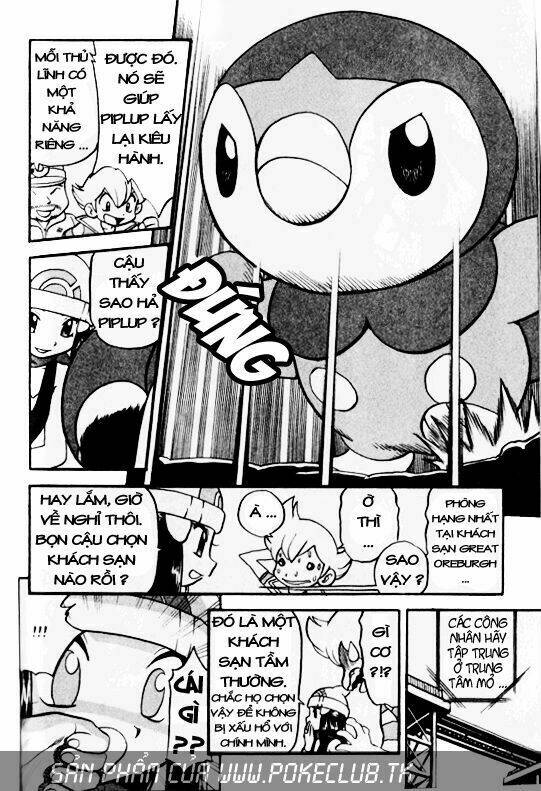 MỖI THỦ
LĨNH CÓ
MỘT
KHẢ
NĂNG
RIÊNG ...
ĐƯỢC ĐÓ.
NÓ SẼ
GIÚP
PIPLUP LẤY
LẠI KIÊU
HÃNH.
CẬU
THẤY
SAO HẢ
PIPLUP ?
ĐỨNG
HAY LẮM, GIỜ
VỀ NGHỈ THÔI.
BỌN CẬU CHỌN
KHÁCH SẠN
NÀO RỒI ?
À ...
Ờ
THÌ ...
SAO
VẬY ?
PHÒNG
HẠNG NHẤT
TẠI KHÁCH
SẠN GREAT
OREBURGH
...
!!!
CÁI
GÌ
? ?
ĐÓ LÀ MỘT
KHÁCH
SẠN TẦM
THƯỜNG.
CHẮC HỌ CHỌN
VẬY ĐỂ KHÔNG
BỊ XẤU HỔ VỚI
CHÍNH MÌNH.
GÌ
CƠ
?!?
CÁC CÔNG
NHÂN HÃY
TẬP TRUNG
Ở TRUNG
TÂM MỎ ...
SẢN PHẨM CỦA WWW.POKECLUB.TK